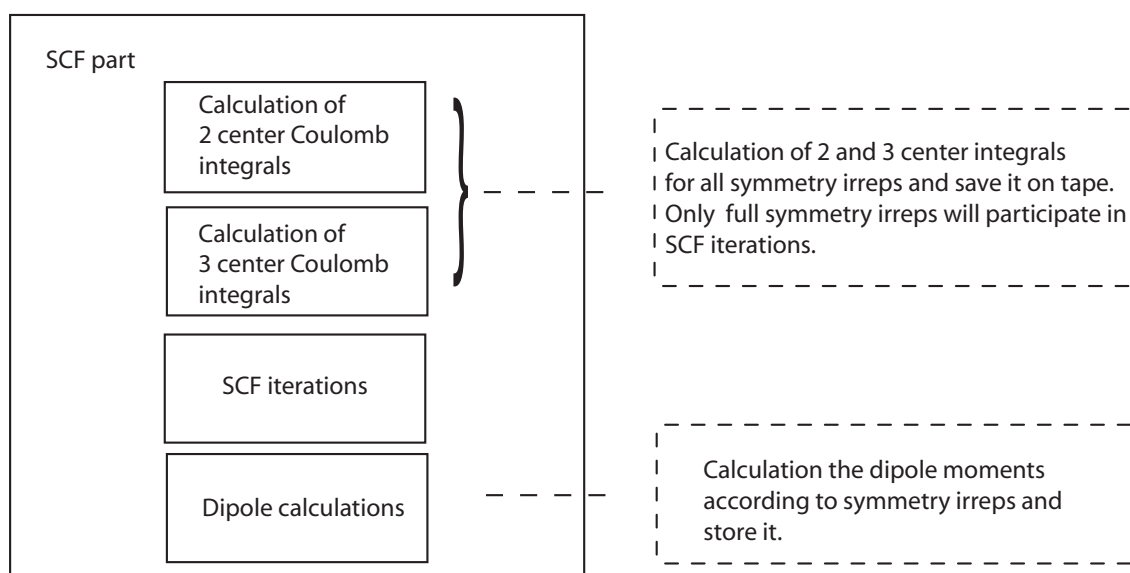 SCF part
Calculation of
2 center Coulomb
integrals
Calculation of
3 center Coulomb
integrals
SCF iterations
Dipole calculations
Calculation of 2 and 3 center integrals
for all symmetry irreps and save it on tape.
Only full symmetry irreps will participate in
SCF iterations.
Calculation the dipole moments
according to symmetry irreps and
store it.